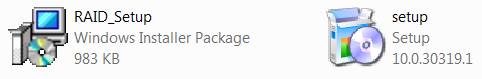 RAID_Setup
Windows Installer Package
983 KB
setup
Setup
10.0.30319.1